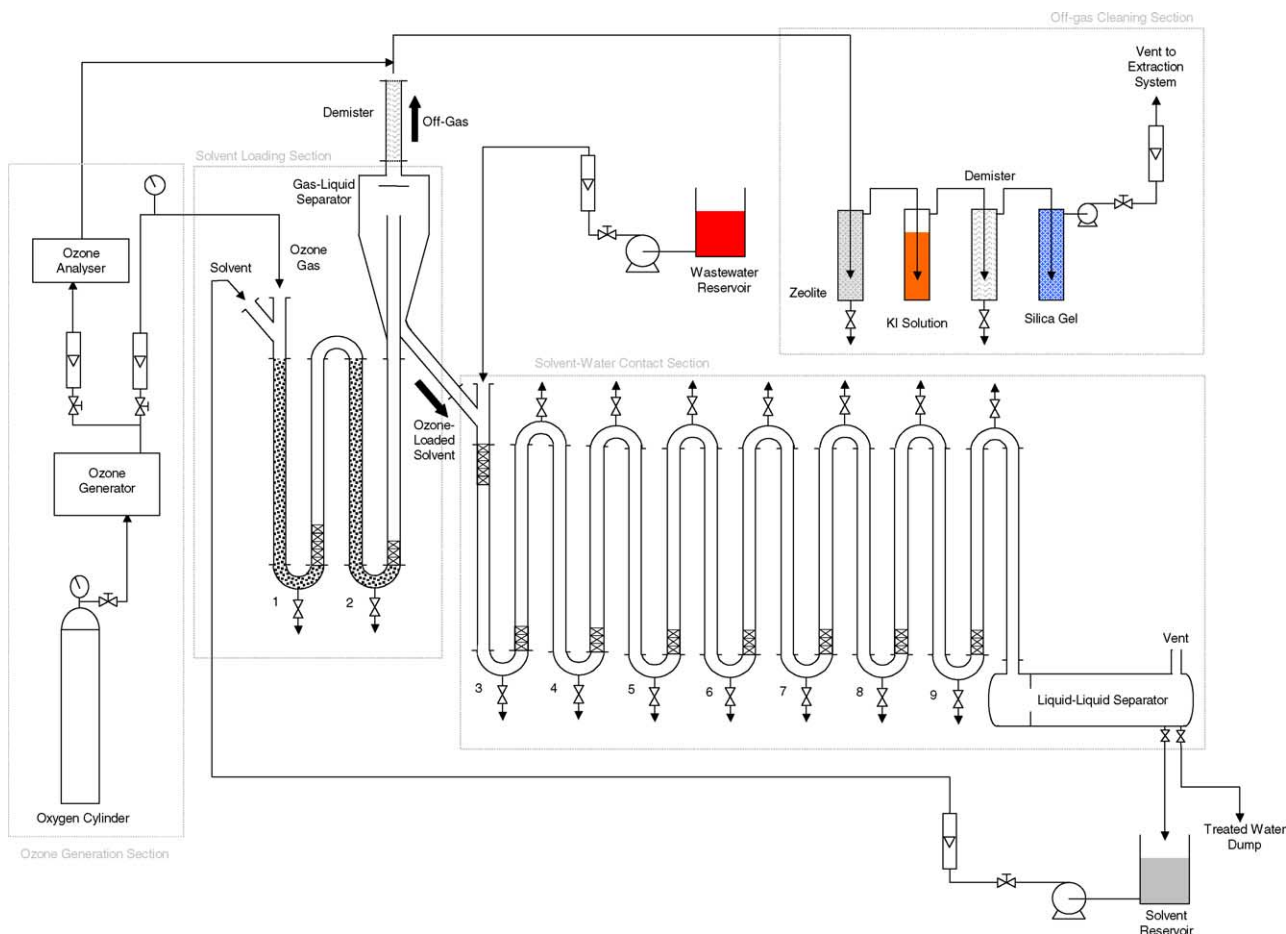 Off-gas Cleaning Section
Vent to
Extraction
System
Demister
Off-Gas
Solvent Loading Section
Gas-Liquid
Separator
Demister
Ozone
Analyser
Ozone
Gas
Solvent
Wastewater
Reservoir
Zeolite
KI Solution
Silica Gel
Solvent-Water Contact Section
Ozone-
Loaded
Solvent
Ozone
Generator
1
2
3
4
5
6
7
8
9
Vent
Liquid-Liquid Separator
Oxygen Cylinder
Ozone Generation Section
Treated Water
Dump
Solvent
Reservoir